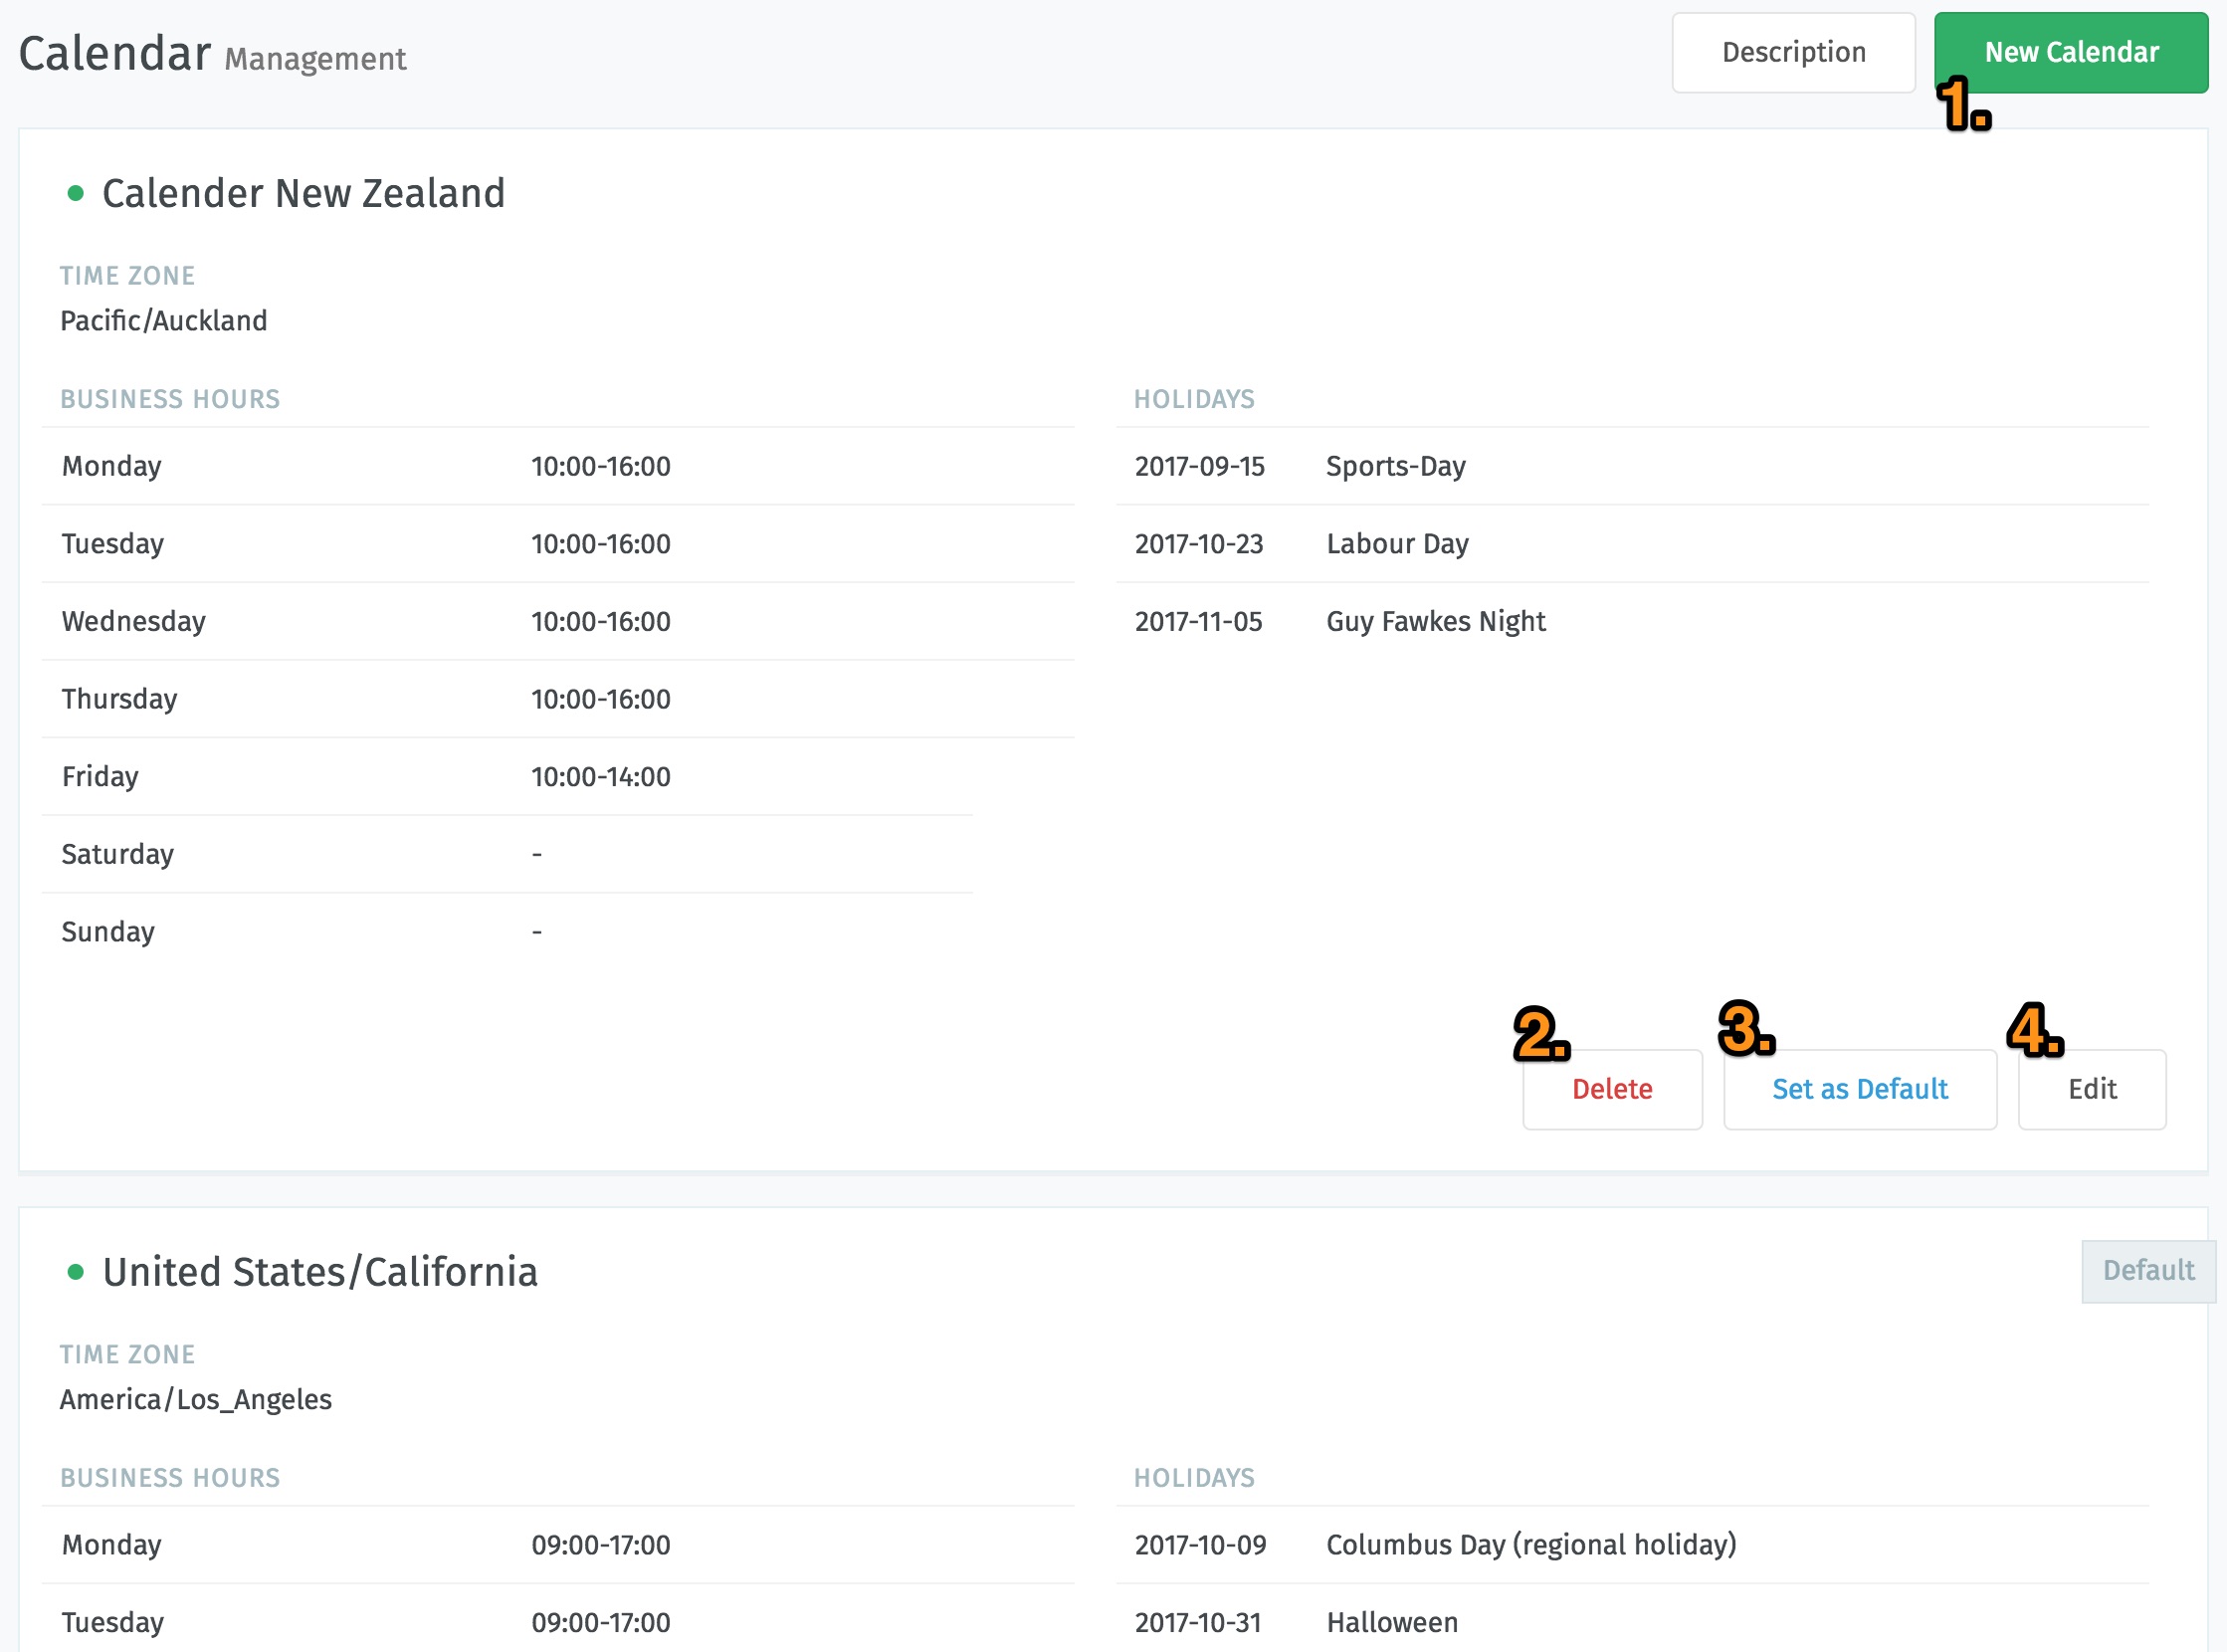 Calendar Management
Description
New Calendar
1.
Calender New Zealand
TIME ZONE
Pacific/Auckland
BUSINESS HOURS
Monday 10:00-16:00
Tuesday 10:00-16:00
Wednesday 10:00-16:00
Thursday 10:00-16:00
Friday 10:00-14:00
Saturday -
Sunday -
HOLIDAYS
2017-09-15 Sports-Day
2017-10-23 Labour Day
2017-11-05 Guy Fawkes Night
2.
Delete
3.
Set as Default
4.
Edit
United States/California
Default
TIME ZONE
America/Los_Angeles
BUSINESS HOURS
Monday 09:00-17:00
Tuesday 09:00-17:00
HOLIDAYS
2017-10-09 Columbus Day (regional holiday)
2017-10-31 Halloween